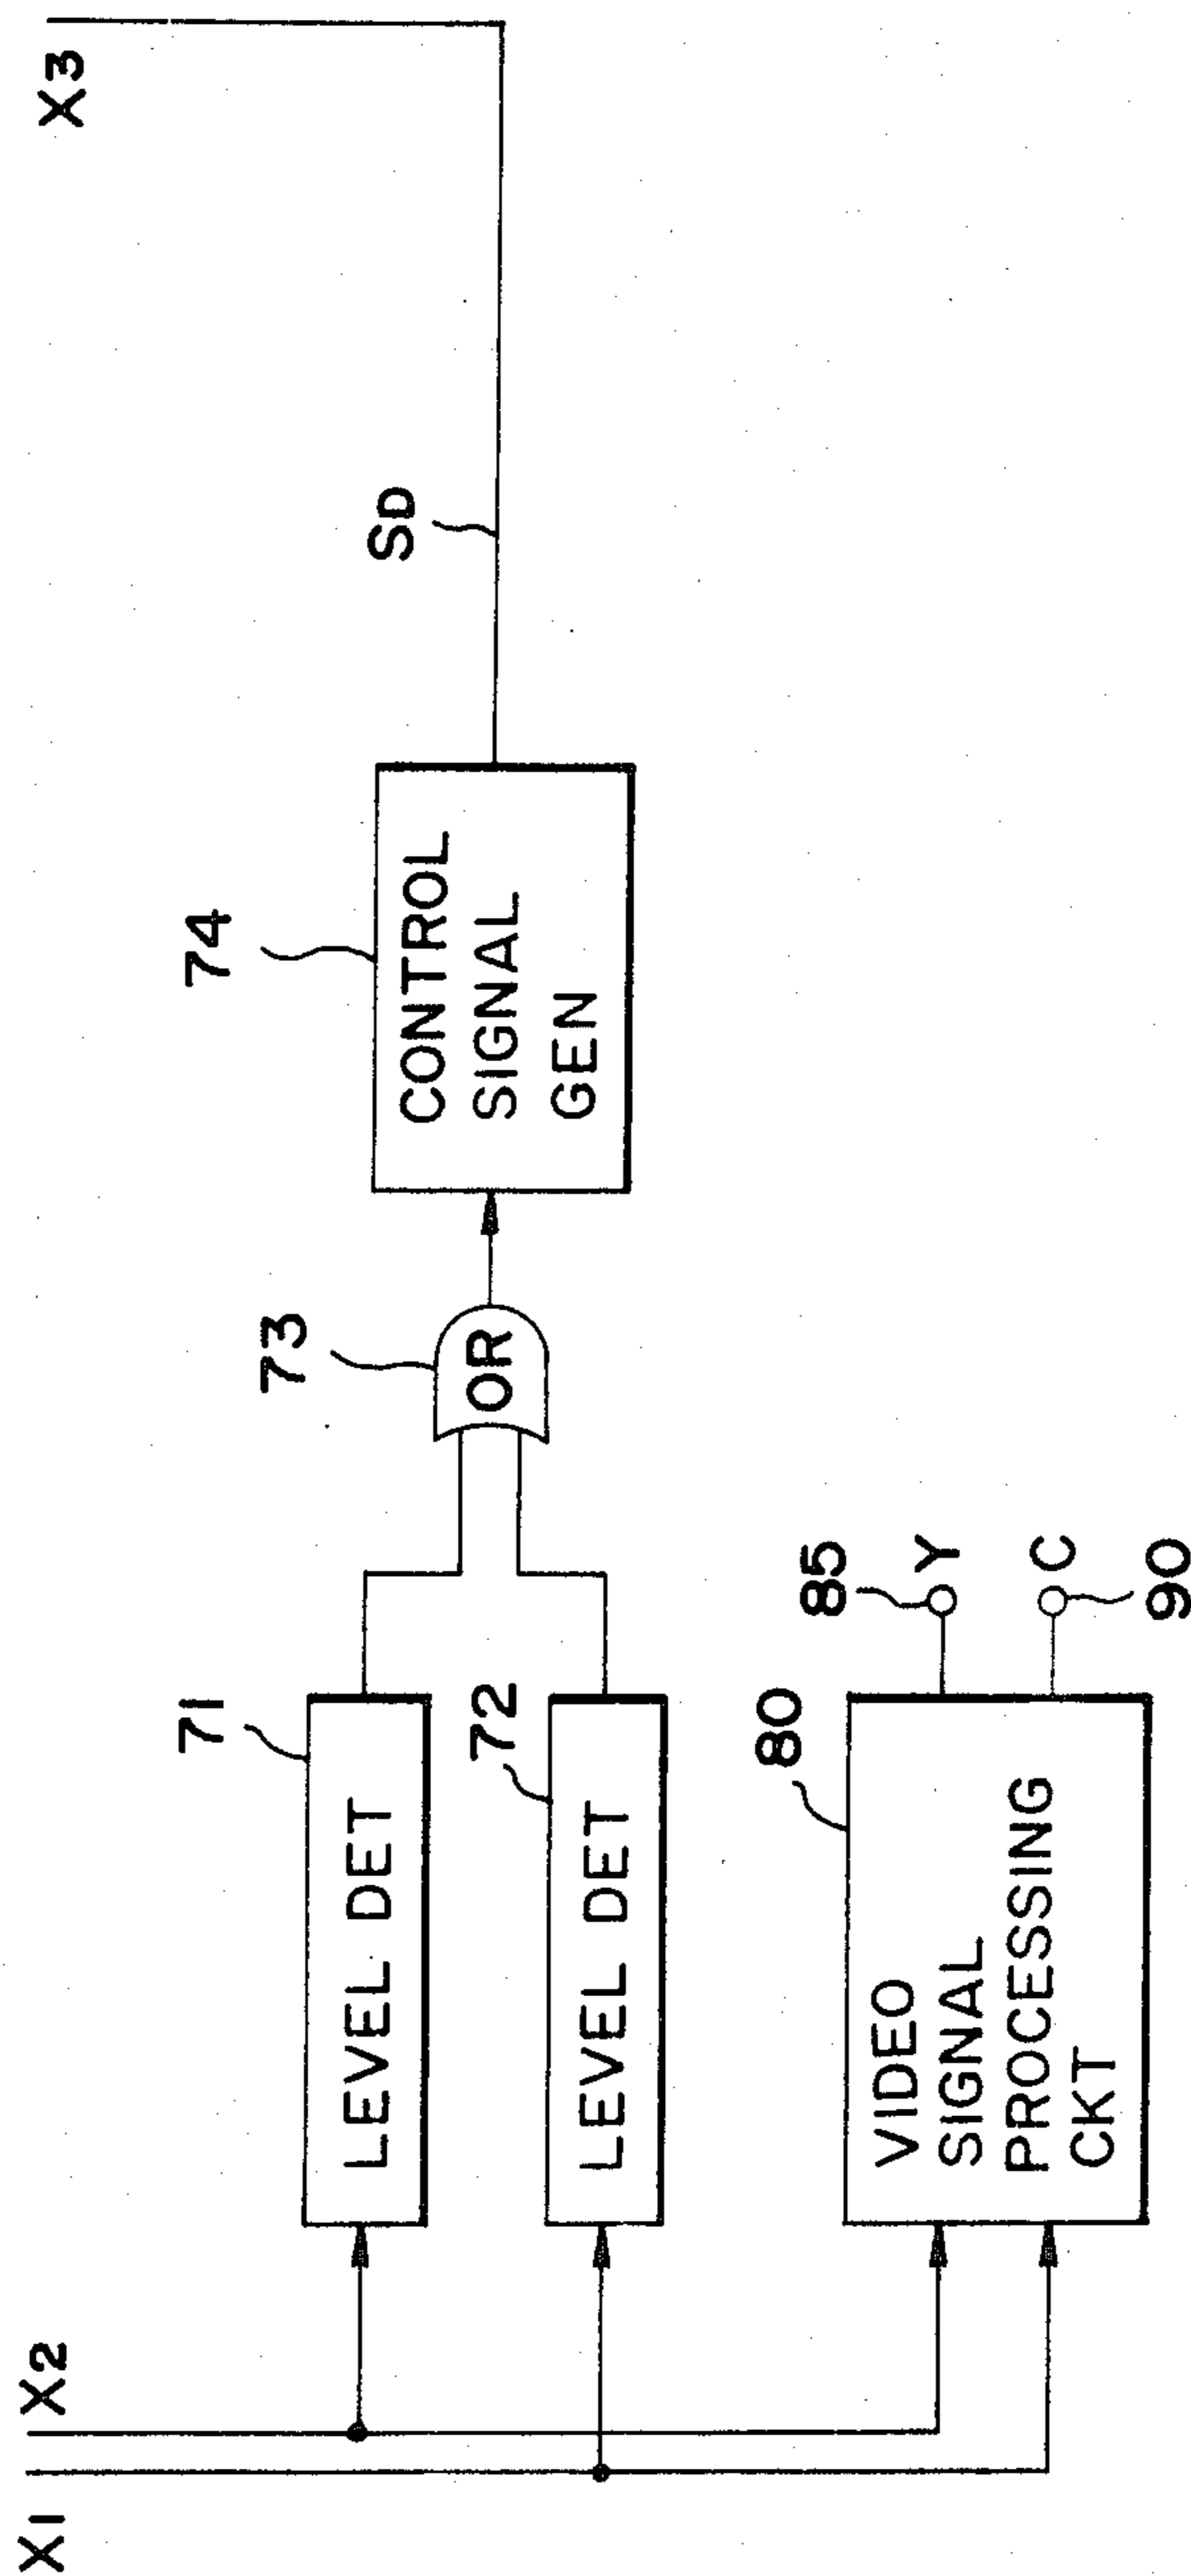 X1
X2
X3
71
LEVEL DET
72
LEVEL DET
73
OR
74
CONTROL
SIGNAL
GEN
SD
80
VIDEO
SIGNAL
PROCESSING
CKT
85
Y
C
90